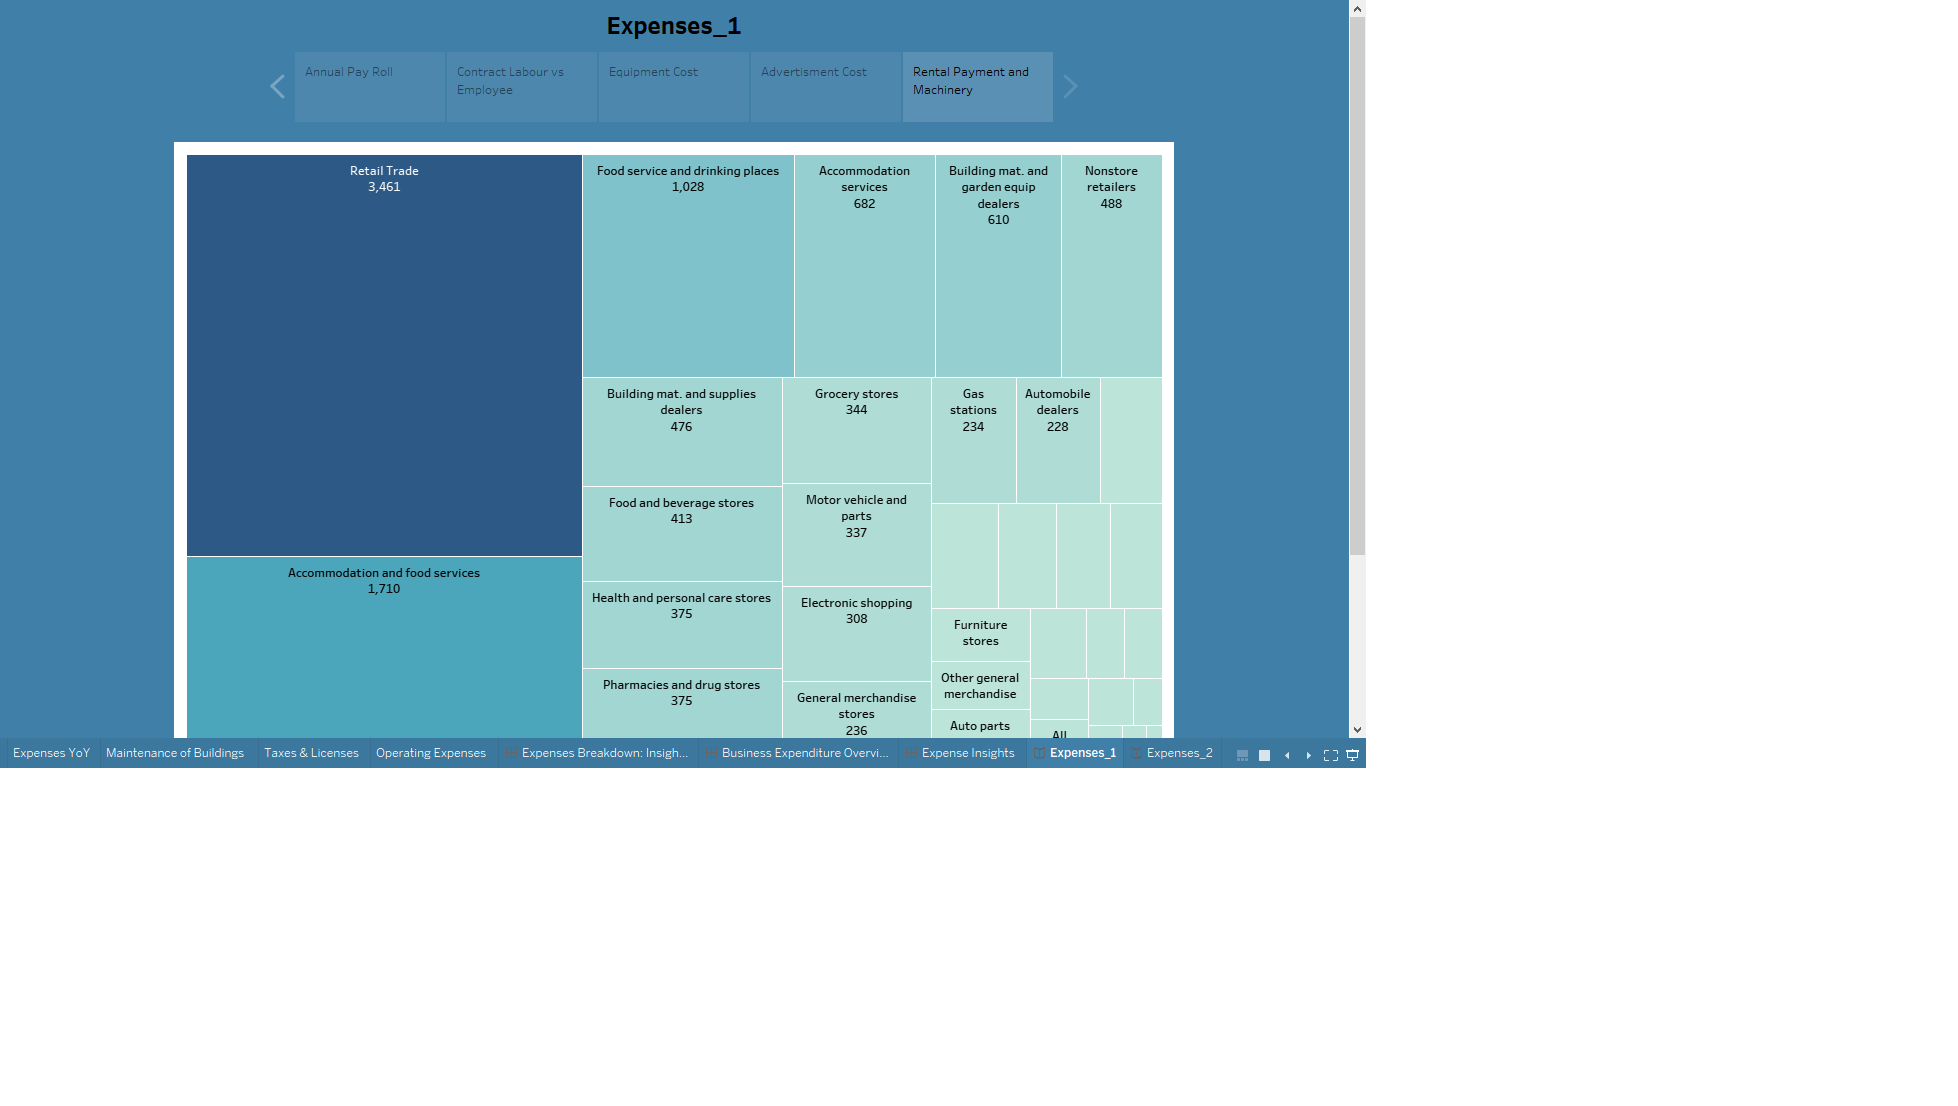 Expenses_1
Annual Pay Roll
Contract Labour vs
Employee
Equipment Cost
Advertisment Cost
Rental Payment and
Machinery
Retail Trade
3,461
Food service and drinking places
1,028
Accommodation
services
682
Building mat. and
garden equip
dealers
610
Nonstore
retailers
488
Building mat. and supplies
dealers
476
Grocery stores
344
Gas
stations
234
Automobile
dealers
228
Food and beverage stores
413
Motor vehicle and
parts
337
Accommodation and food services
1,710
Health and personal care stores
375
Electronic shopping
308
Furniture
stores
Pharmacies and drug stores
375
General merchandise
stores
236
Other general
merchandise
Auto parts
All
Expenses YoY
Maintenance of Buildings
Taxes & Licenses
Operating Expenses
Expenses Breakdown: Insigh...
Business Expenditure Overvi...
Expense Insights
Expenses_1
Expenses_2